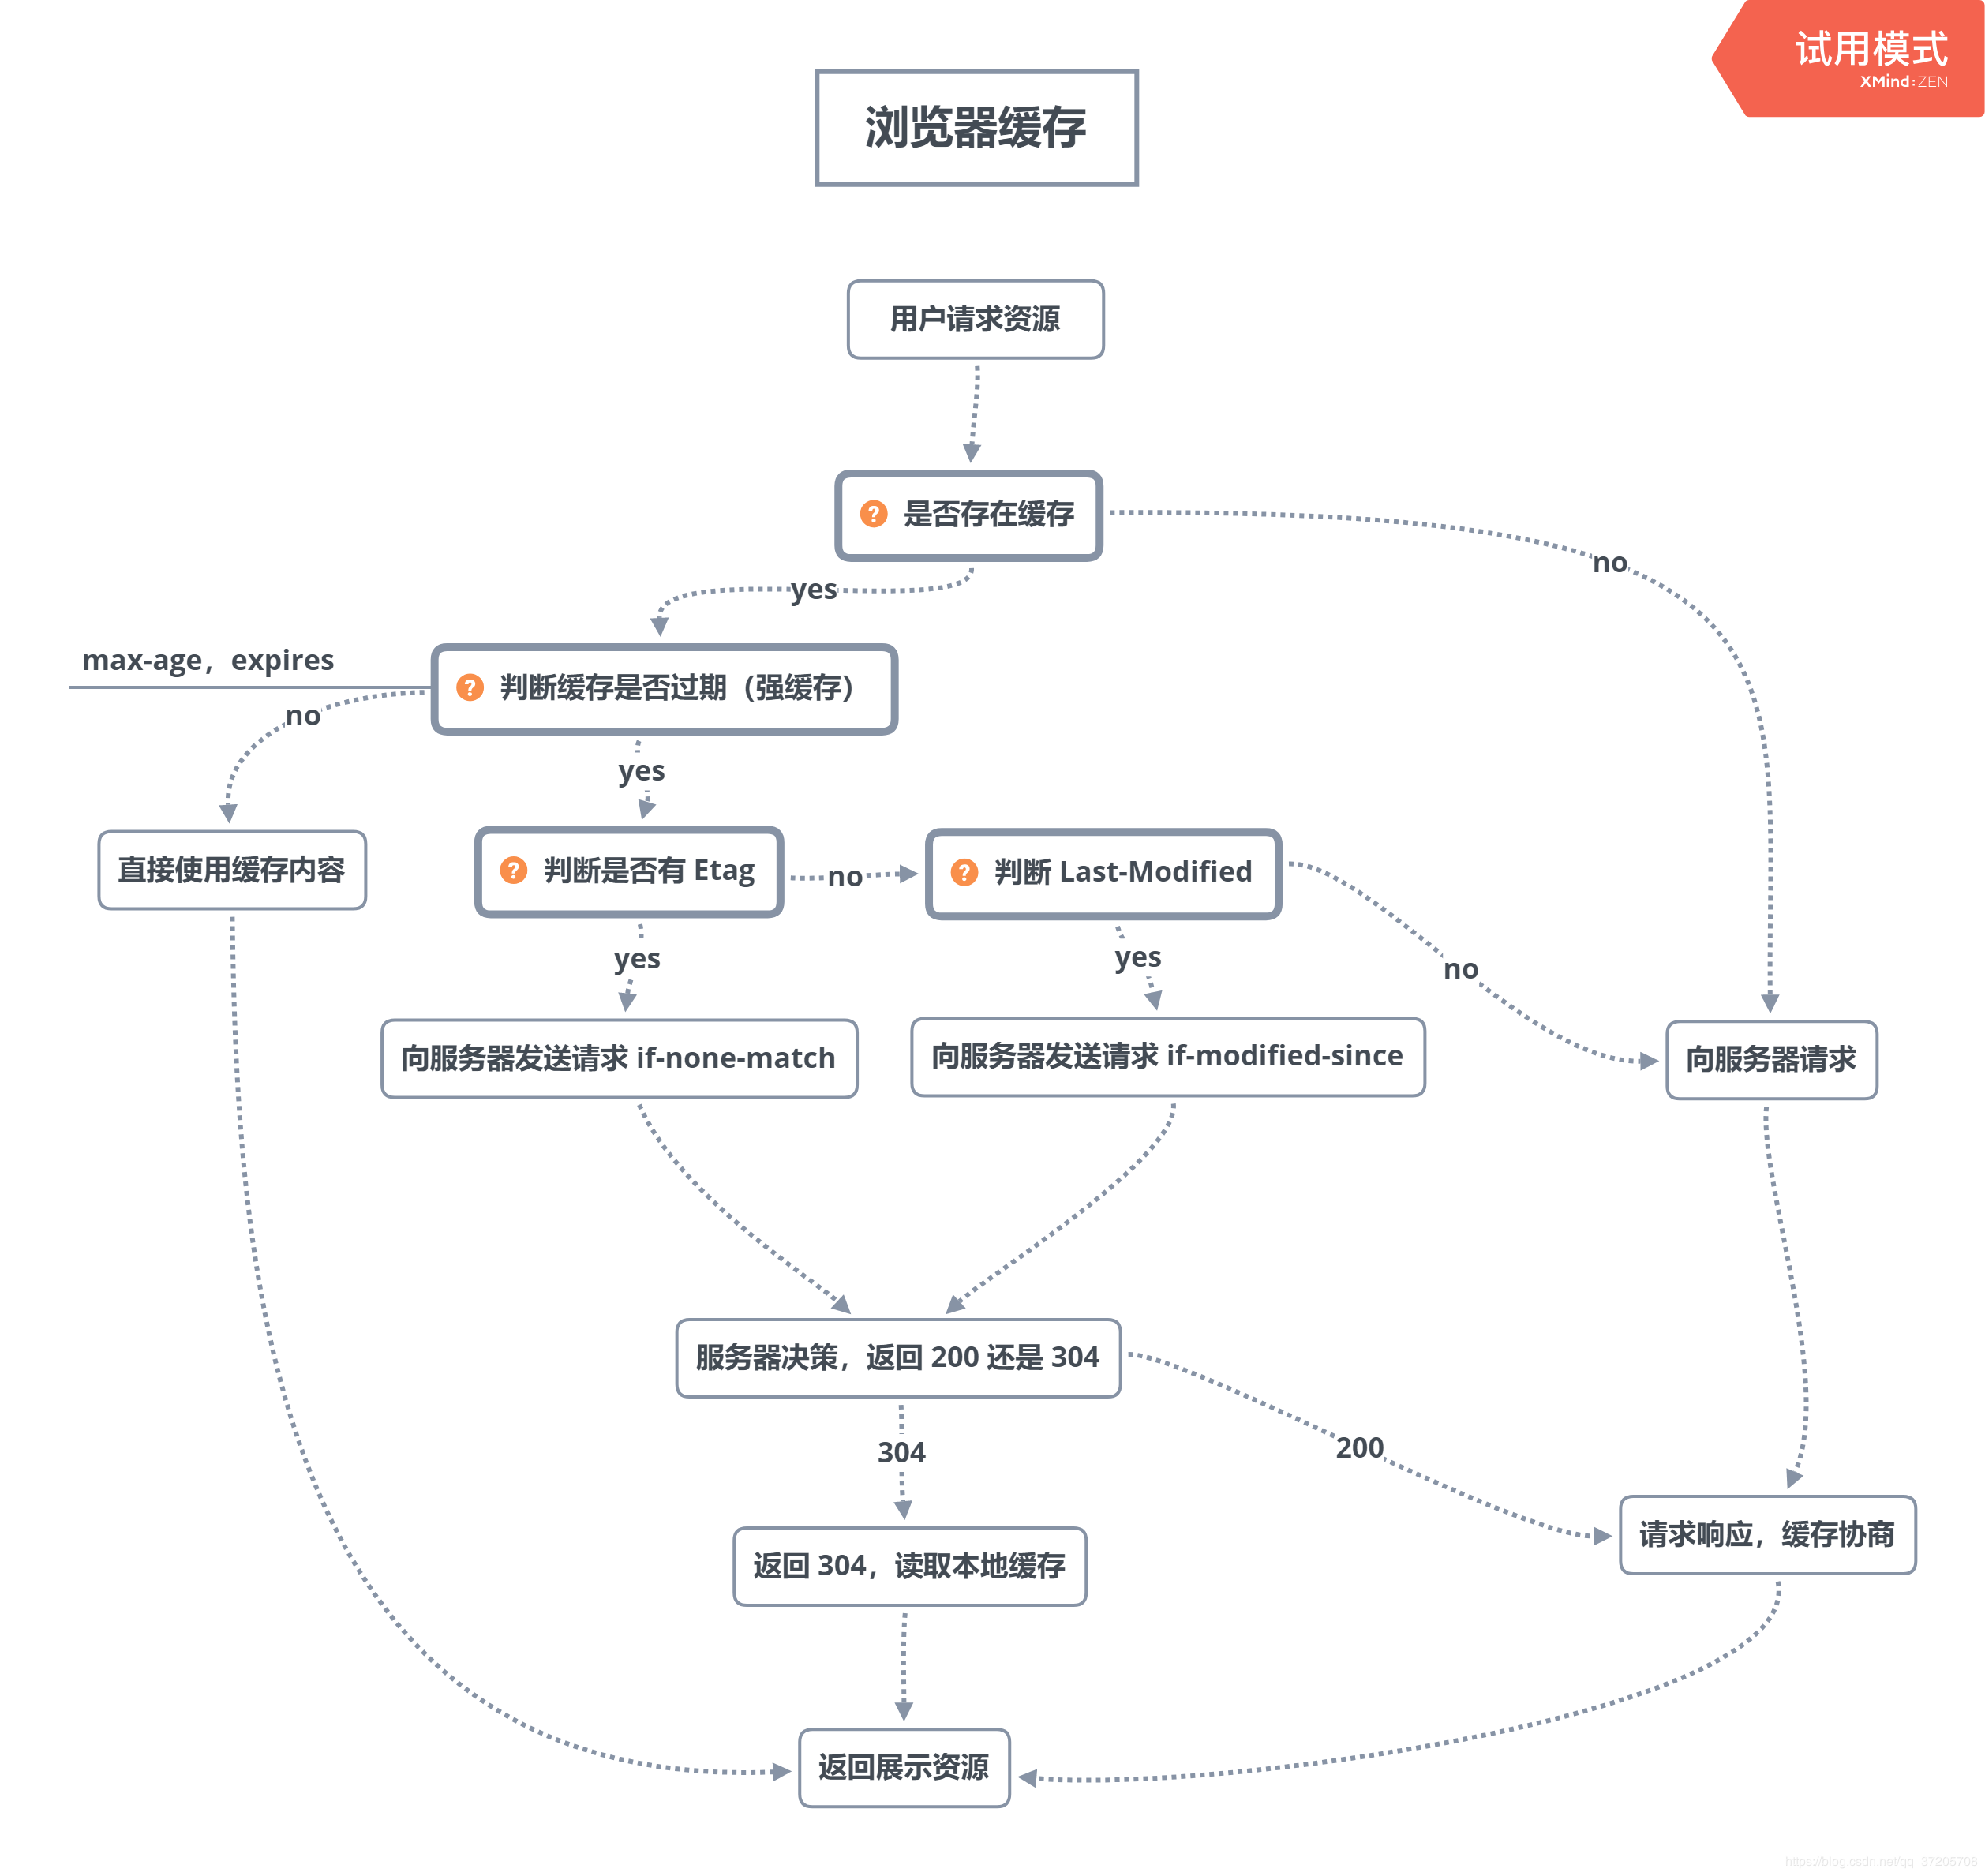 试用模式
XMind:ZEN
浏览器缓存
用户请求资源
是否存在缓存
no
yes
max-age，expires
判断缓存是否过期（强缓存）
no
yes
直接使用缓存内容
判断是否有 Etag
no
判断 Last-Modified
yes
yes
no
向服务器发送请求 if-none-match
向服务器发送请求 if-modified-since
向服务器请求
服务器决策，返回 200 还是 304
304
200
请求响应，缓存协商
返回 304，读取本地缓存
返回展示资源
https://blog.csdn.net/qq_37205708